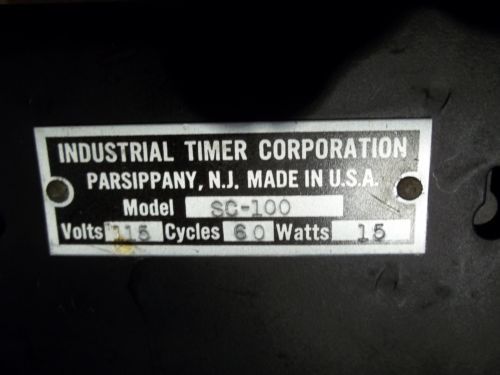 INDUSTRIAL TIMER CORPORATION
PARSIPPANY, N.J. MADE IN U.S.A.
Model SC-100
Volts 115 Cycles 60 Watts 15